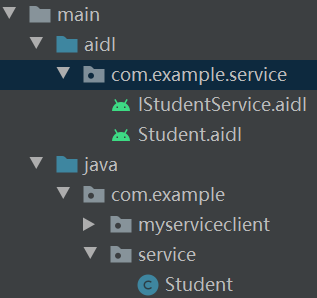 main
aidl
com.example.service
IStudentService.aidl
Student.aidl
java
com.example
myserviceclient
service
C Student